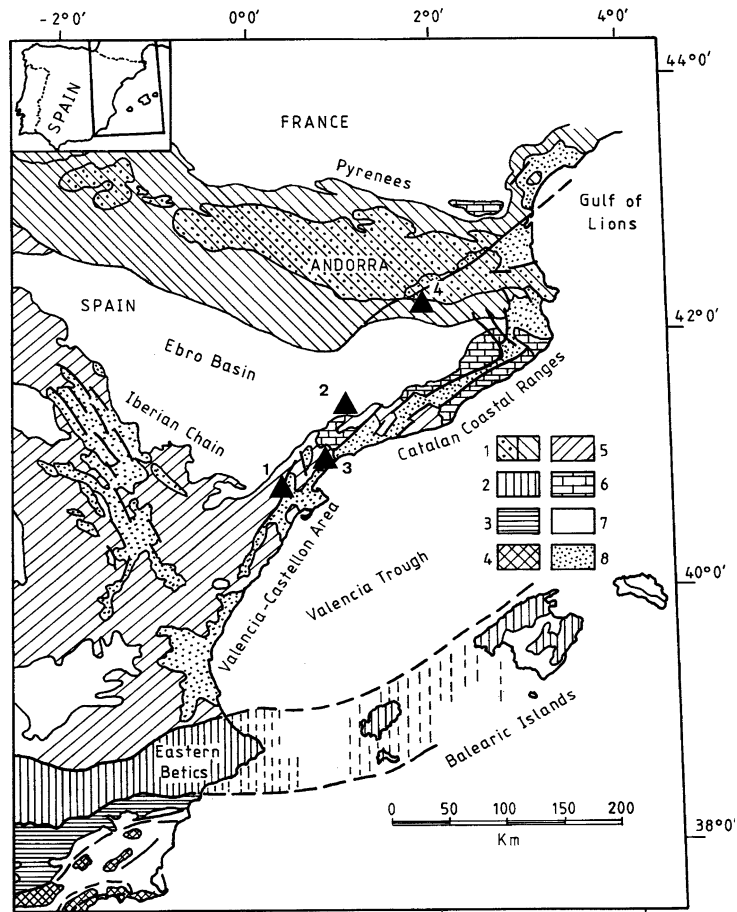 - 2°0' 0°0' 2°0' 4°0'
44°0'
SPAIN
FRANCE
Pyrenees
Gulf of
Lions
ANDORRA
4
SPAIN
42°0'
Ebro Basin
2
Iberian Chain
Catalan Coastal Ranges
1 5
1 3
2 6
3 7
4 8
Valencia-Castellon Area
Valencia Trough
40°0'
Balearic Islands
Eastern
Betics
0 50 100 150 200
Km
38°0'